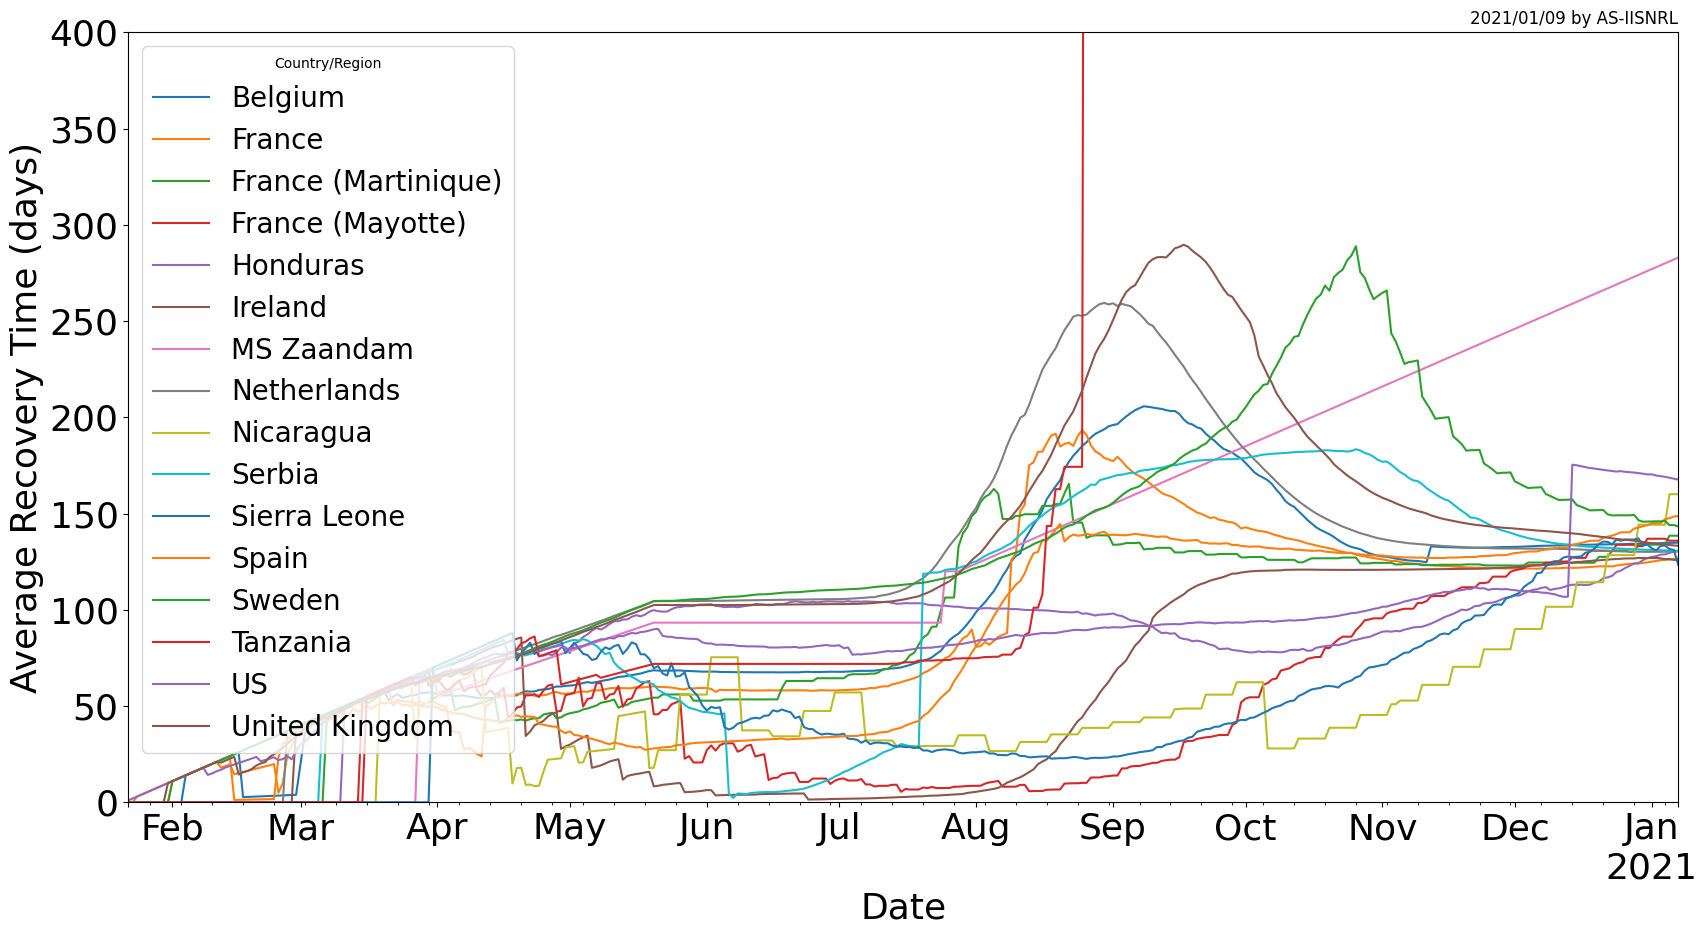 2021/01/09 by AS-IISNRL
400
350
300
250
200
150
100
50
0
Average Recovery Time (days)
Country/Region
Belgium
France
France (Martinique)
France (Mayotte)
Honduras
Ireland
MS Zaandam
Netherlands
Nicaragua
Serbia
Sierra Leone
Spain
Sweden
Tanzania
US
United Kingdom
Feb Mar Apr May Jun Jul Aug Sep Oct Nov Dec Jan
2021
Date